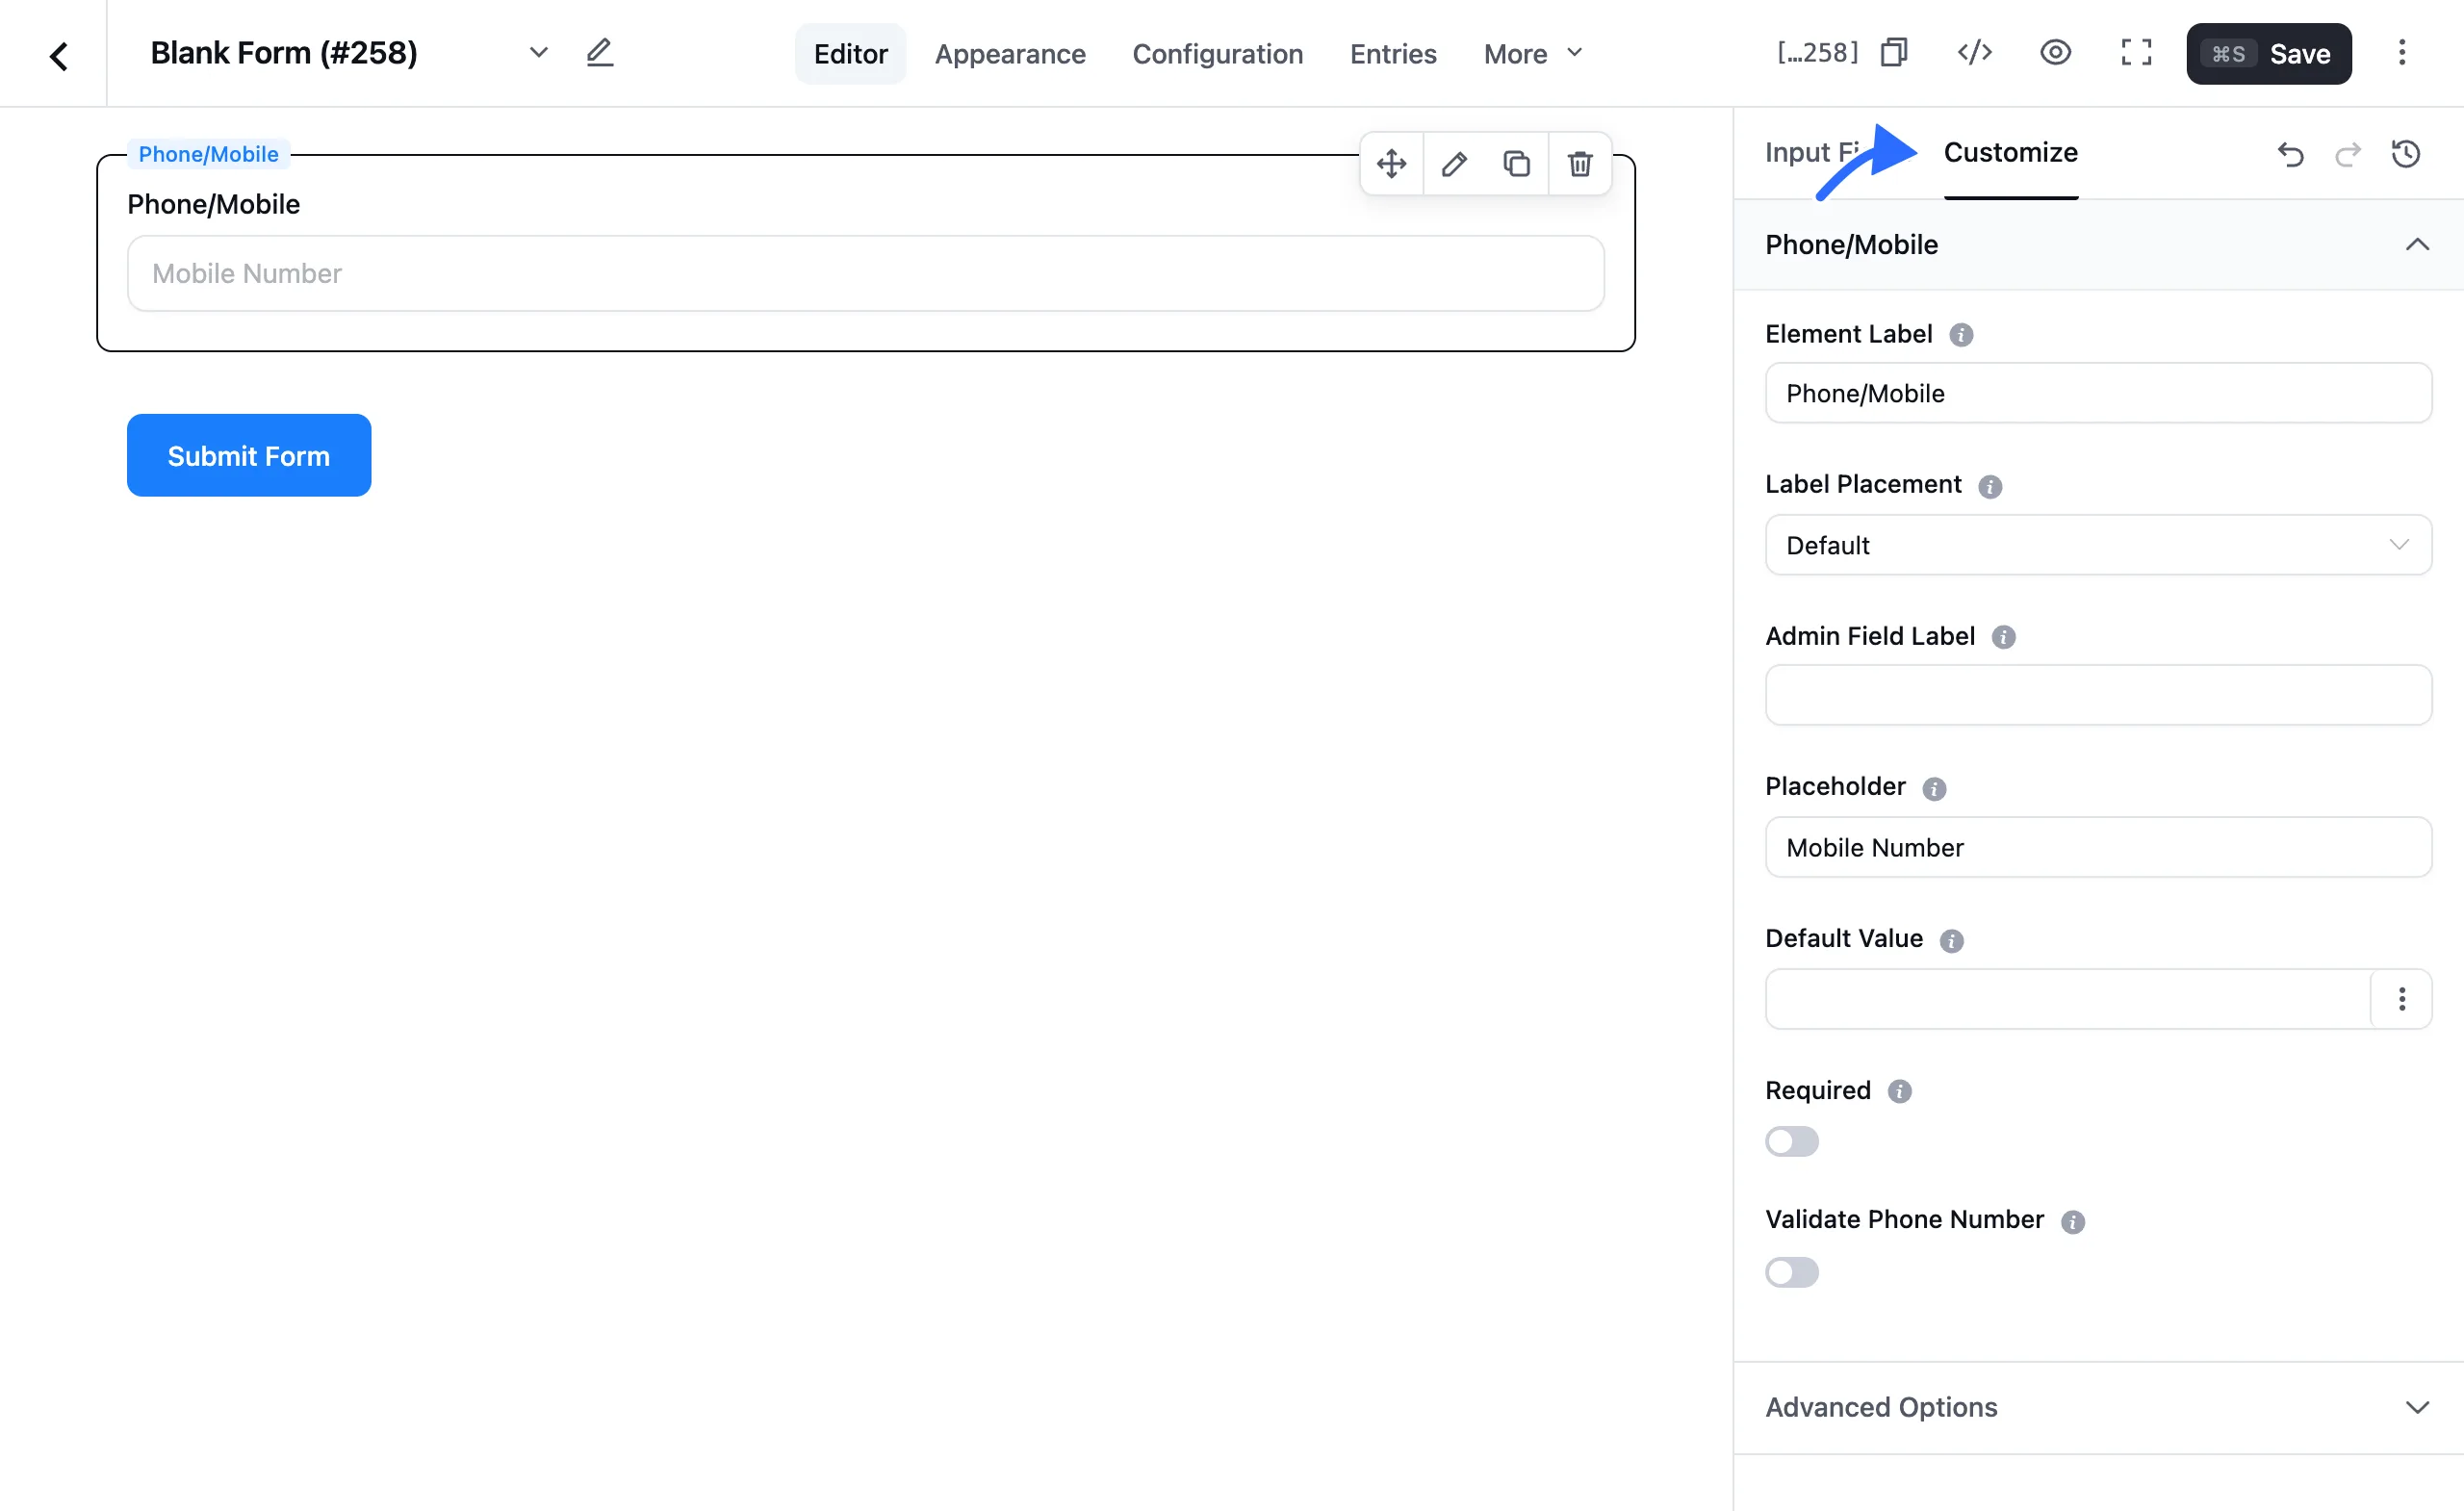 Blank Form (#258)
Editor
Appearance
Configuration
Entries
More
[...258]
⌘S Save
Phone/Mobile
Phone/Mobile
Mobile Number
Submit Form
Input Fi
Customize
Phone/Mobile
Element Label
Phone/Mobile
Label Placement
Default
Admin Field Label
Placeholder
Mobile Number
Default Value
Required
Validate Phone Number
Advanced Options